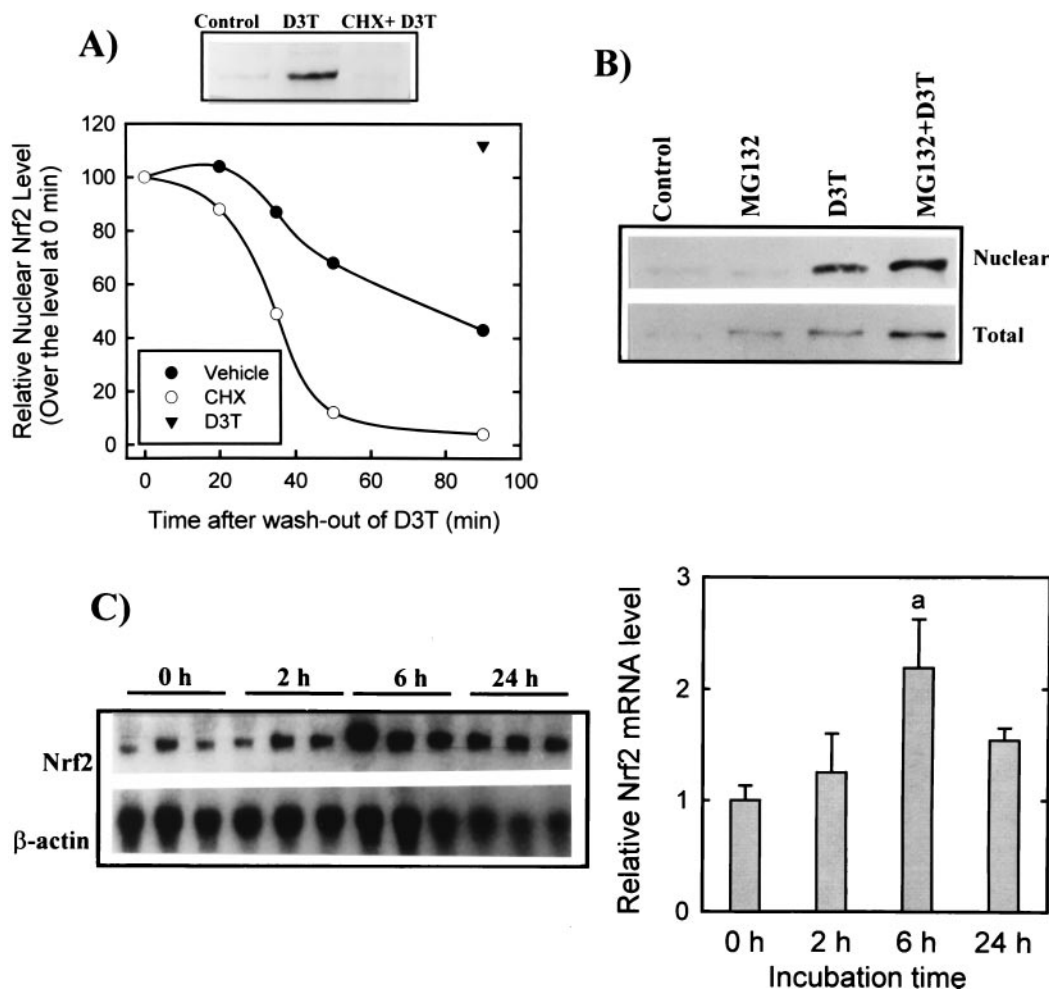 A)
Control D3T CHX+ D3T
Relative Nuclear Nrf2 Level
(Over the level at 0 min)
120
100
80
60
40
20
0
Vehicle
CHX
D3T
0 20 40 60 80 100
Time after wash-out of D3T (min)
B)
Control MG132 D3T MG132+D3T
Nuclear
Total
C)
0 h 2 h 6 h 24 h
Nrf2
β-actin
Relative Nrf2 mRNA level
3
2
1
0
a
0 h 2 h 6 h 24 h
Incubation time